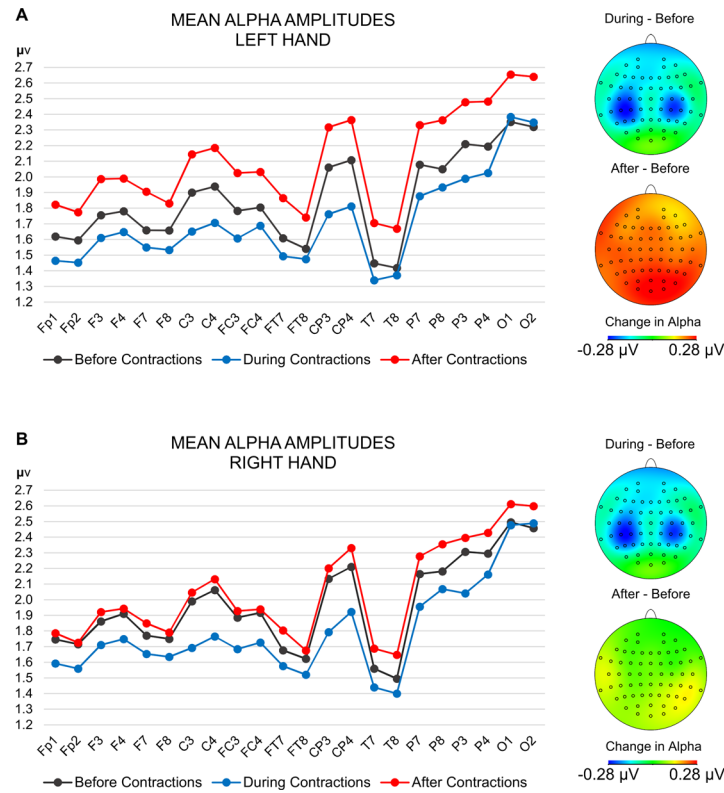 A
MEAN ALPHA AMPLITUDES
LEFT HAND
µv
2.7
2.6
2.5
2.4
2.3
2.2
2.1
2.0
1.9
1.8
1.7
1.6
1.5
1.4
1.3
1.2
Fp1 Fp2 F3 F4 F7 F8 C3 C4 FC3 FC4 FT7 FT8 CP3 CP4 T7 T8 P7 P8 P3 P4 O1 O2
Before Contractions During Contractions After Contractions
During - Before
After - Before
Change in Alpha
-0.28 µV 0.28 µV
B
MEAN ALPHA AMPLITUDES
RIGHT HAND
µv
2.7
2.6
2.5
2.4
2.3
2.2
2.1
2.0
1.9
1.8
1.7
1.6
1.5
1.4
1.3
1.2
Fp1 Fp2 F3 F4 F7 F8 C3 C4 FC3 FC4 FT7 FT8 CP3 CP4 T7 T8 P7 P8 P3 P4 O1 O2
Before Contractions During Contractions After Contractions
During - Before
After - Before
Change in Alpha
-0.28 µV 0.28 µV